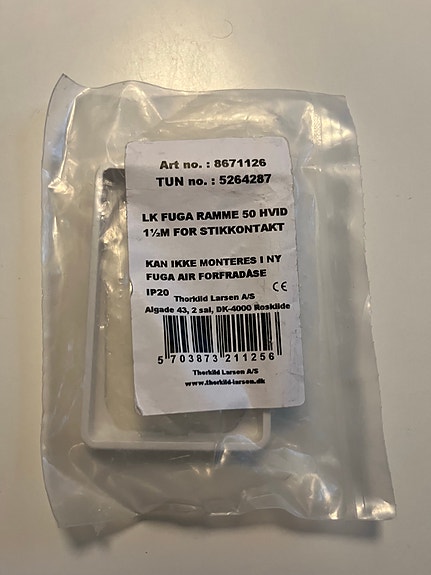 Art no. : 8671126
TUN no. : 5264287
LK FUGA RAMME 50 HVID
1½M FOR STIKKONTAKT
KAN IKKE MONTERES I NY
FUGA AIR FORFRADÅSE
IP20 CE
Thorkild Larsen A/S
Algade 43, 2 sal, DK-4000 Roskilde
5 703873 211256
Thorkild Larsen A/S
www.thorkild-larsen.dk